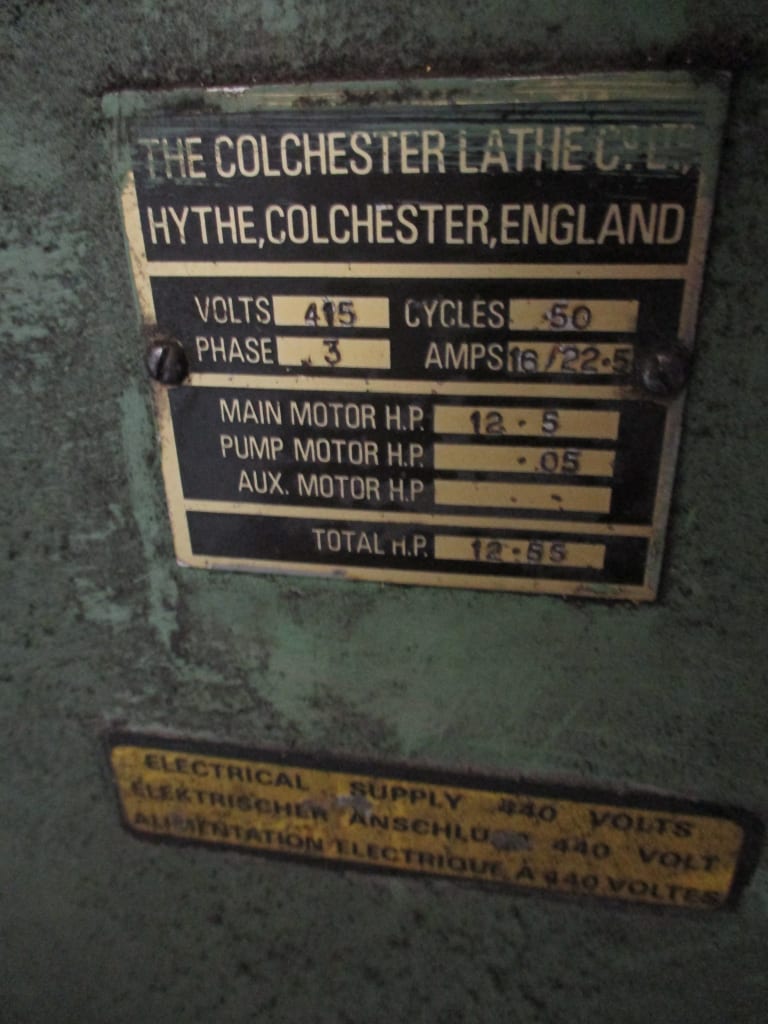 THE COLCHESTER LATHE Cº LTD.,
HYTHE, COLCHESTER, ENGLAND
VOLTS 415 CYCLES 50
PHASE 3 AMPS 16/22.5
MAIN MOTOR H.P. 12.5
PUMP MOTOR H.P. .05
AUX. MOTOR H.P
TOTAL H.P. 12.55
ELECTRICAL SUPPLY 440 VOLTS
ELEKTRISCHER 440 VOLT
ALIMENTATION ELECTRIQUE À 440 VOLTES